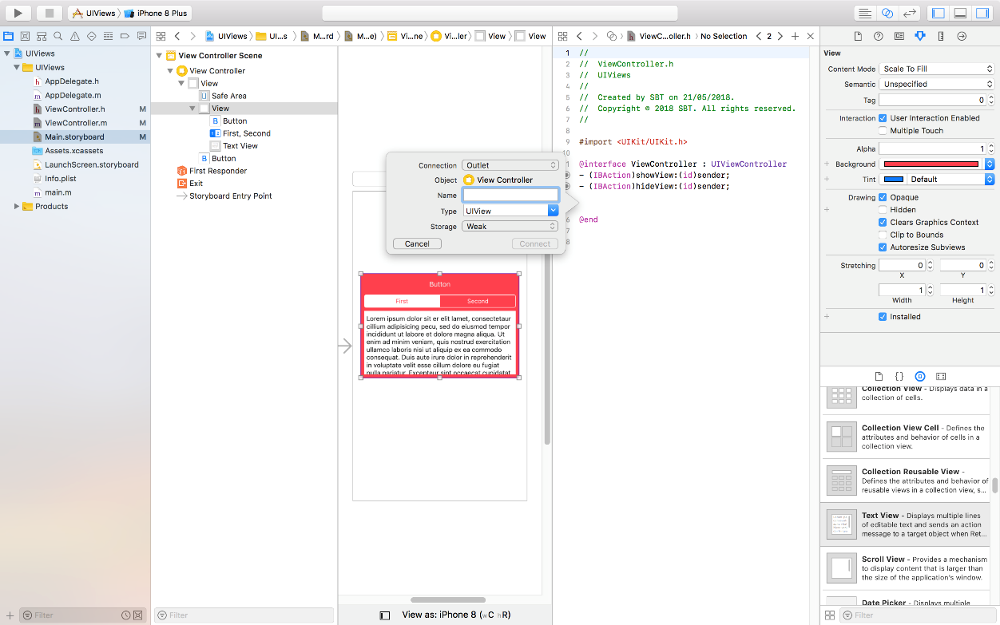 UIViews
iPhone 8 Plus
UIViews
UI...s
M...rd
M...e)
Vi...ne
Vi...ler
View
View
ViewC...oller.h
No Selection
2
UIViews
UIViews
AppDelegate.h
AppDelegate.m
ViewController.h M
ViewController.m M
Main.storyboard M
Assets.xcassets
LaunchScreen.storyboard
Info.plist
main.m
Products
Filter
View Controller Scene
View Controller
View
Safe Area
View
B Button
First, Second
Text View
B Button
First Responder
Exit
Storyboard Entry Point
Filter
Connection Outlet
Object View Controller
Name
Type UIView
Storage Weak
Cancel Connect
Button
First Second
Lorem ipsum dolor sit er elit lamet, consectetaur
cillium adipisicing pecu, sed do eiusmod tempor
incididunt ut labore et dolore magna aliqua. Ut
enim ad minim veniam, quis nostrud exercitation
ullamco laboris nisi ut aliquip ex ea commodo
consequat. Duis aute irure dolor in reprehenderit
in voluptate velit esse cillum dolore eu fugiat
nulla pariatur. Excepteur sint occaecat cupidatat
View as: iPhone 8 (wC hR)
1 //
2 // ViewController.h
3 // UIViews
4 //
5 // Created by SBT on 21/05/2018.
6 // Copyright © 2018 SBT. All rights reserved.
7 //
8
9 #import <UIKit/UIKit.h>
10
@interface ViewController : UIViewController
- (IBAction)showView:(id)sender;
- (IBAction)hideView:(id)sender;
@end
View
Content Mode Scale To Fill
Semantic Unspecified
Tag 0
Interaction User Interaction Enabled
Multiple Touch
Alpha 1
Background
Tint Default
Drawing Opaque
Hidden
Clears Graphics Context
Clip to Bounds
Autoresize Subviews
Stretching 0 0
X Y
1 1
Width Height
Installed
Collection View - Displays data in a
collection of cells.
Collection View Cell - Defines the
attributes and behavior of cells in a
collection view.
Collection Reusable View -
Defines the attributes and behavior of
reusable views in a collection view, s...
Text View - Displays multiple lines
of editable text and sends an action
message to a target object when Ret...
Scroll View - Provides a mechanism
to display content that is larger than
the size of the application's window.
Date Picker - Displays multiple
Filter